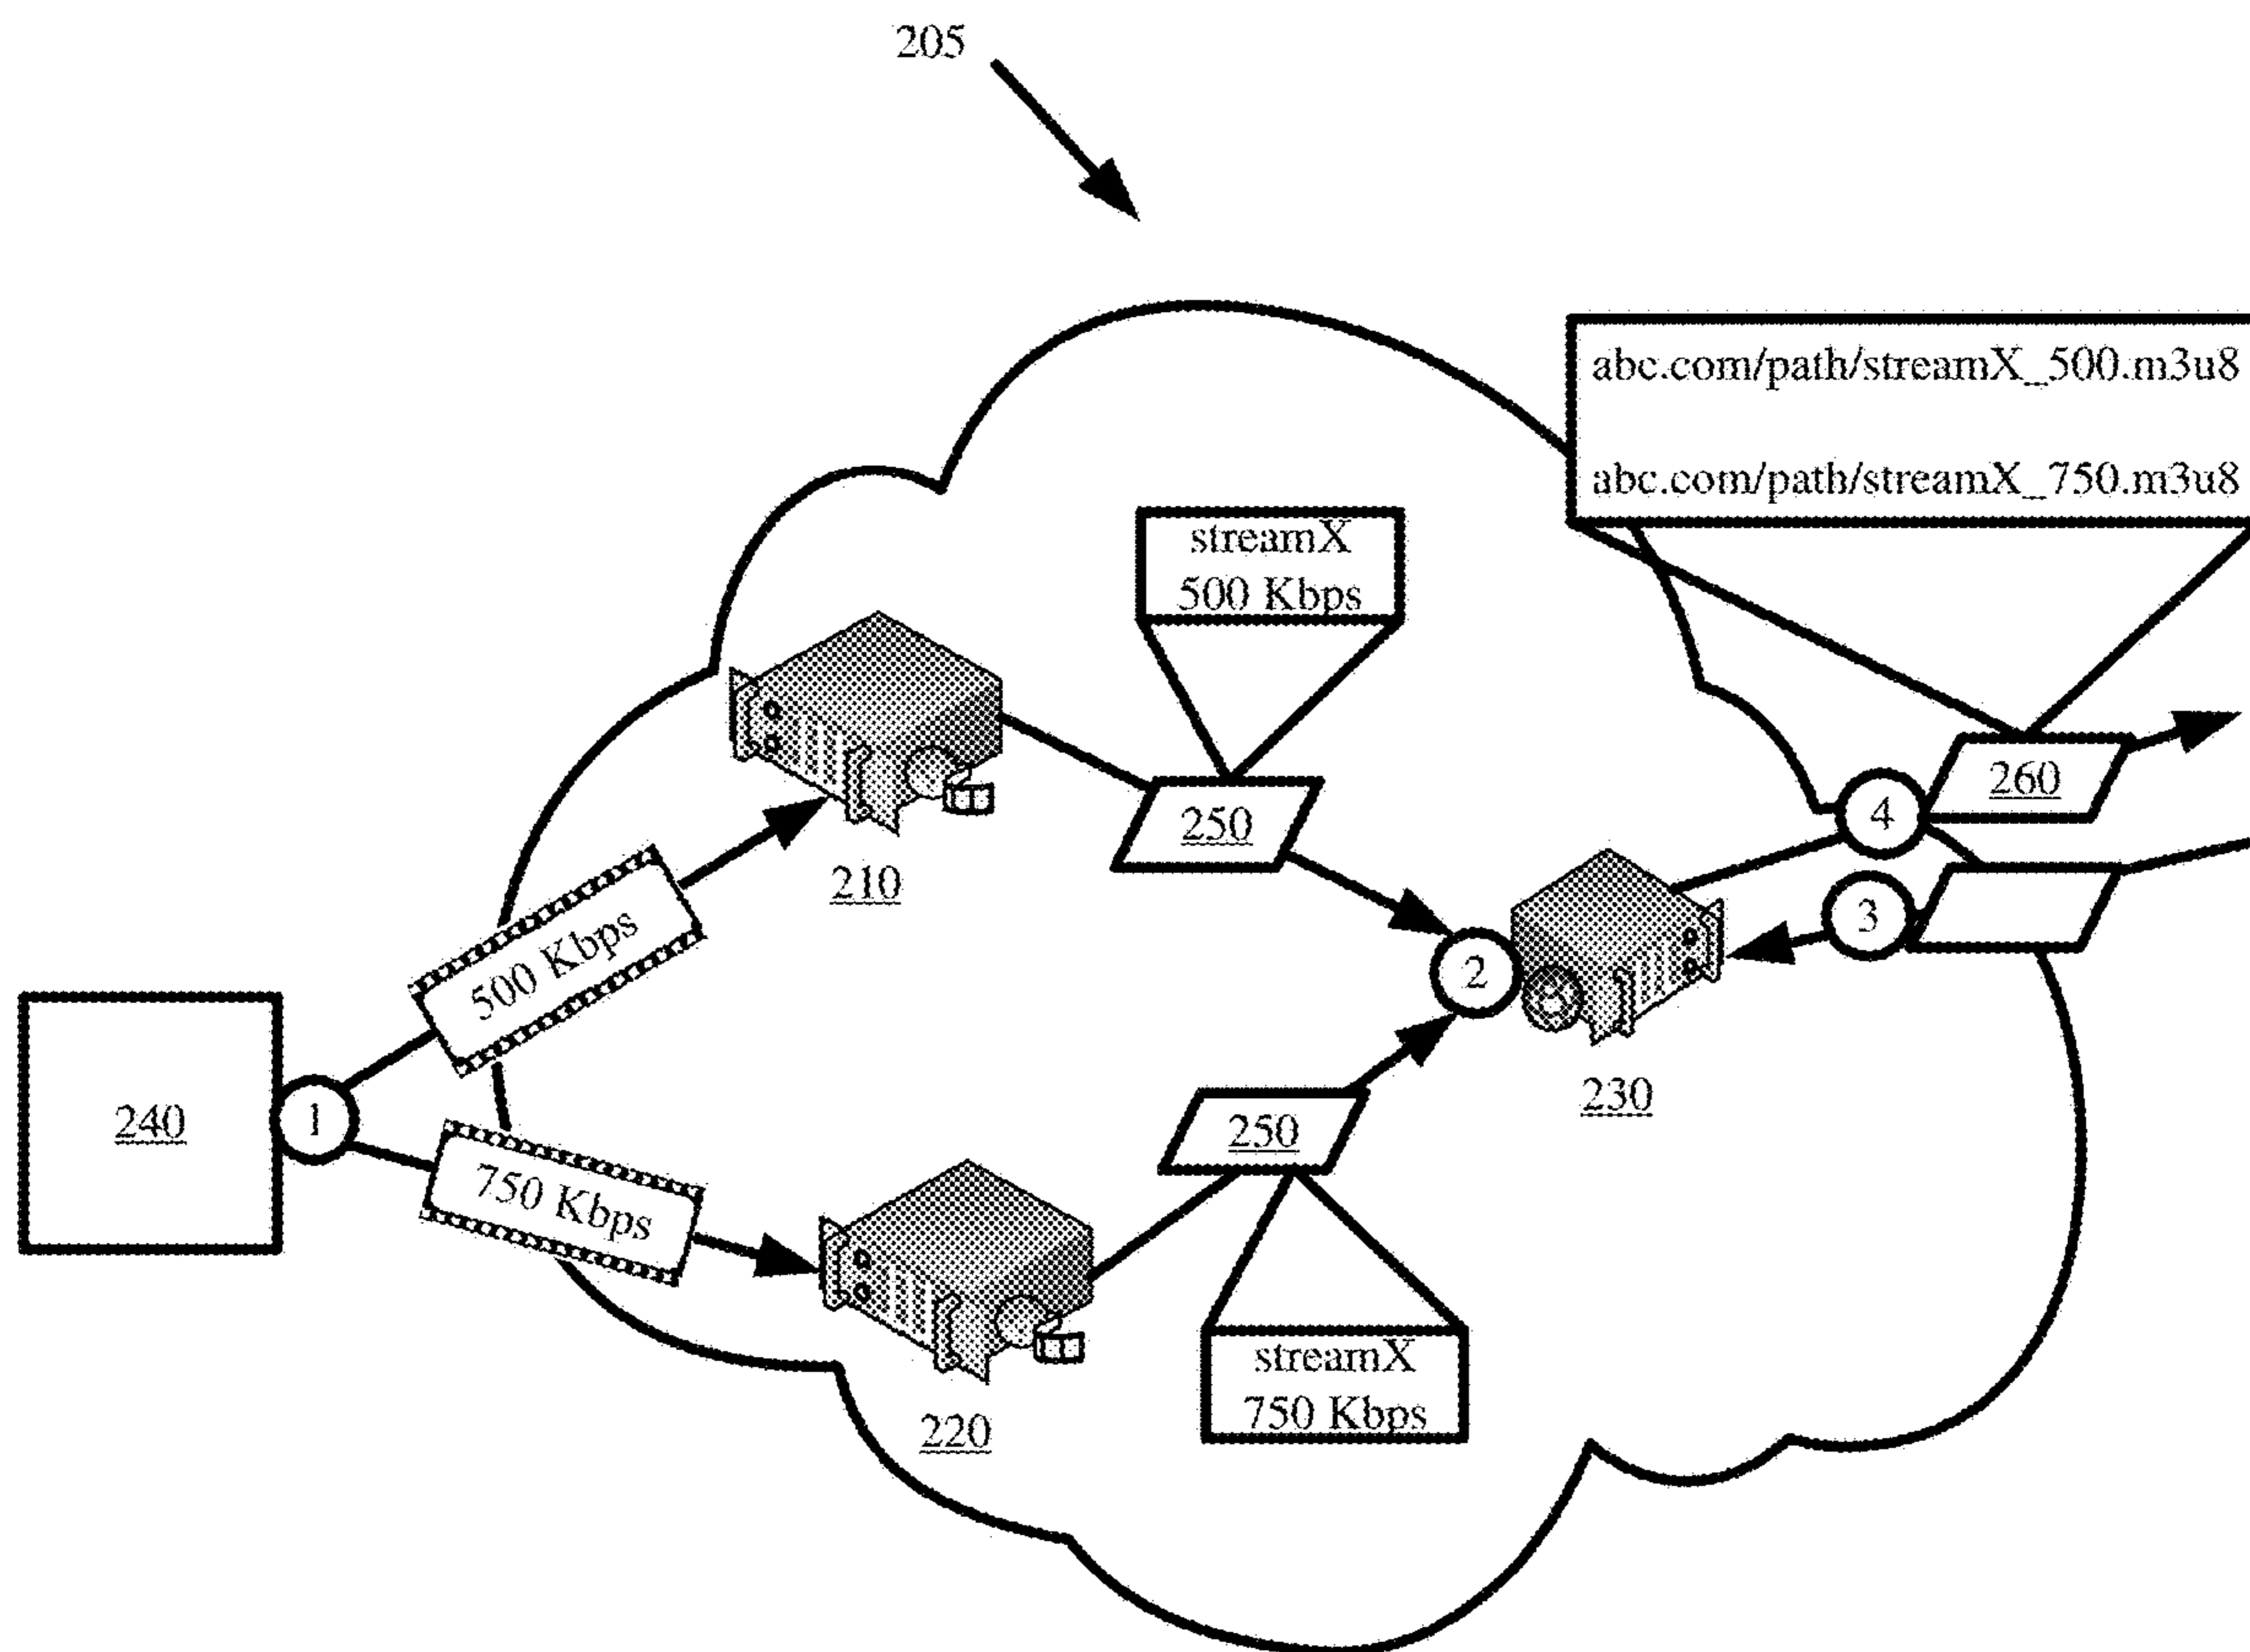 205
abc.com/path/streamX_500.m3u8
abc.com/path/streamX_750.m3u8
streamX
500 Kbps
210
250
260
4
3
2
230
500 Kbps
240
1
750 Kbps
250
220
streamX
750 Kbps